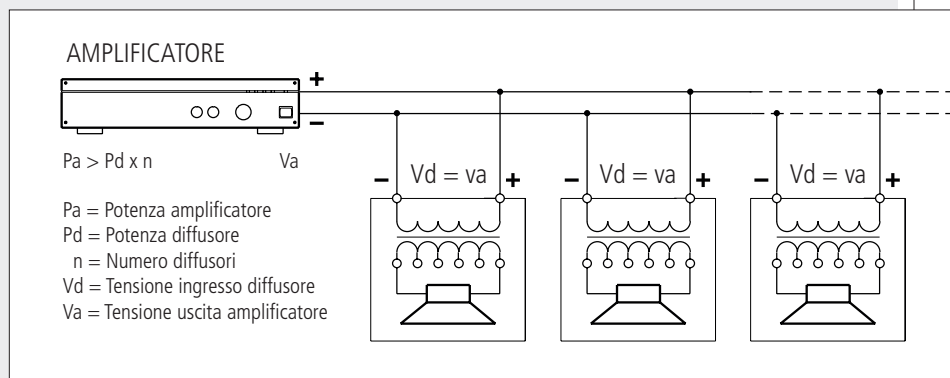 AMPLIFICATORE
+
–
Pa > Pd x n Va
– Vd = va + – Vd = va + – Vd = va +
Pa = Potenza amplificatore
Pd = Potenza diffusore
n = Numero diffusori
Vd = Tensione ingresso diffusore
Va = Tensione uscita amplificatore